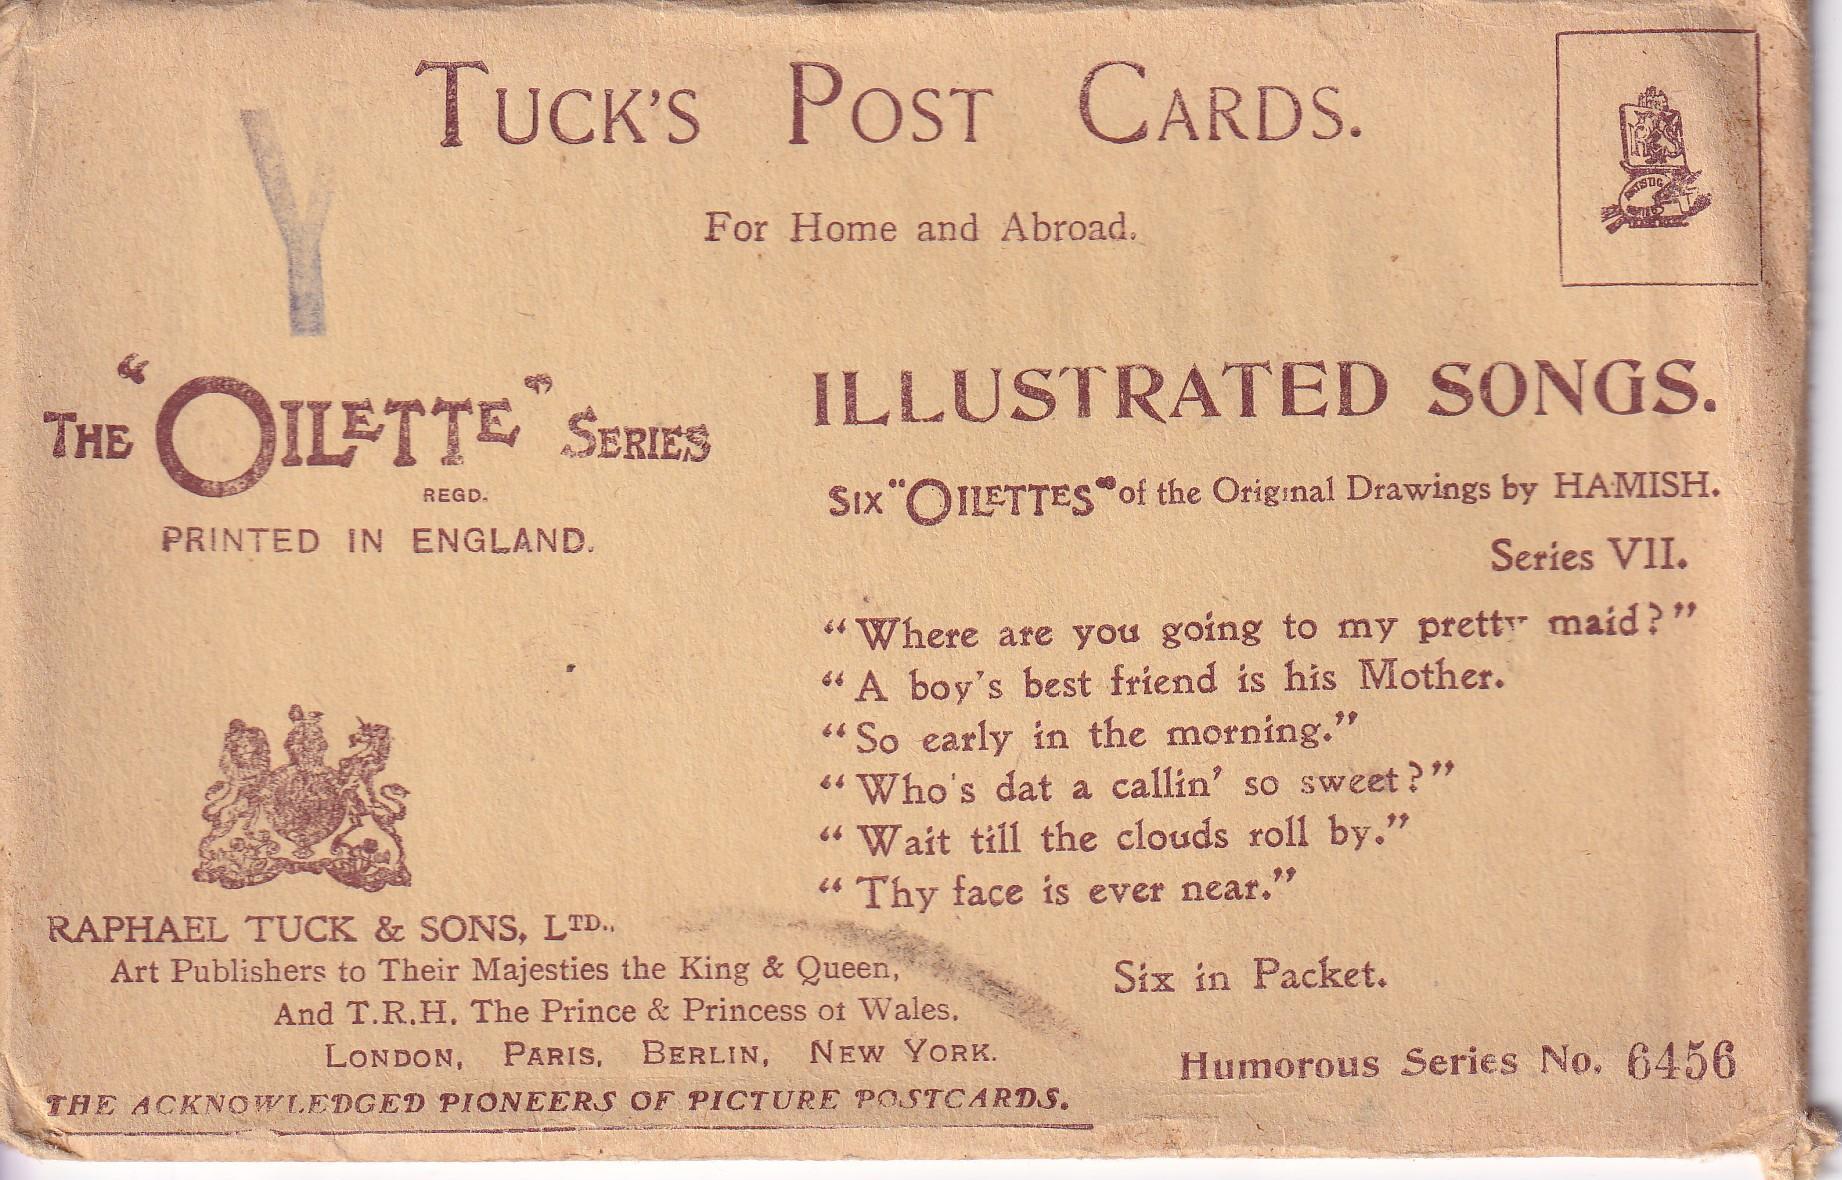 TUCK'S POST CARDS.
For Home and Abroad.
Y
THE "OILETTE" SERIES
REGD.
PRINTED IN ENGLAND.
ILLUSTRATED SONGS.
SIX "OILETTES" of the Original Drawings by HAMISH.
Series VII.
"Where are you going to my pretty maid?"
"A boy's best friend is his Mother.
"So early in the morning."
"Who's dat a callin' so sweet?"
"Wait till the clouds roll by."
"Thy face is ever near."
Six in Packet.
Humorous Series No. 6456
RAPHAEL TUCK & SONS, LTD.,
Art Publishers to Their Majesties the King & Queen,
And T.R.H. The Prince & Princess of Wales.
LONDON, PARIS, BERLIN, NEW YORK.
THE ACKNOWLEDGED PIONEERS OF PICTURE POSTCARDS.